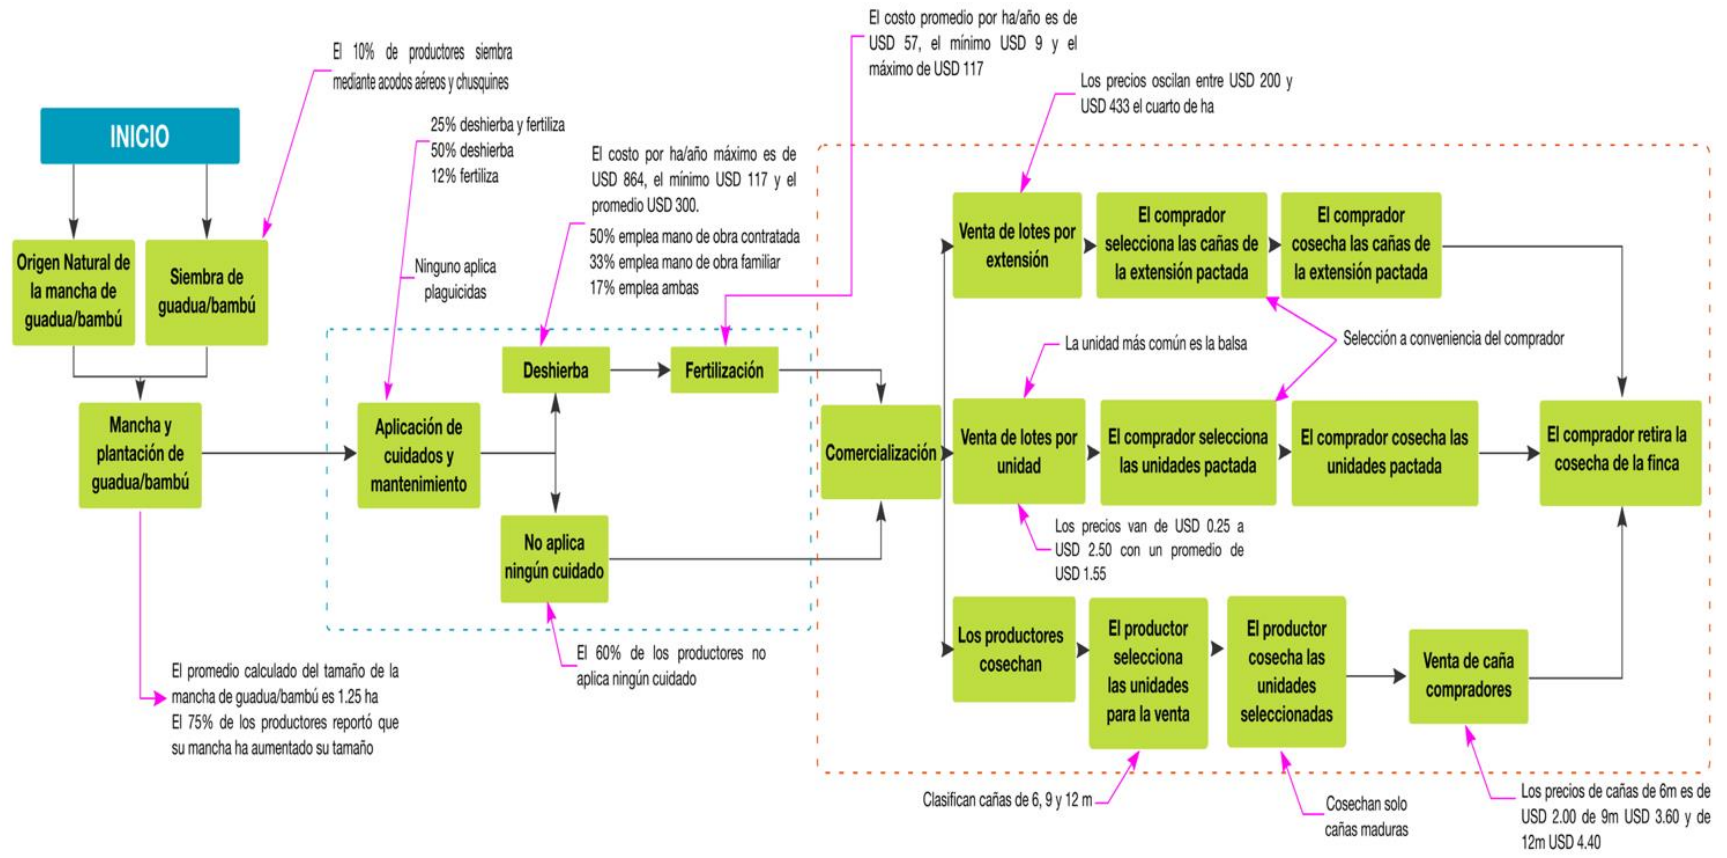 El costo promedio por ha/año es de
USD 57, el mínimo USD 9 y el
máximo de USD 117
El 10% de productores siembra
mediante acodos aéreos y chusquines
Los precios oscilan entre USD 200 y
USD 433 el cuarto de ha
INICIO
25% deshierba y fertiliza
50% deshierba
12% fertiliza
El costo por ha/año máximo es de
USD 864, el mínimo USD 117 y el
promedio USD 300.
50% emplea mano de obra contratada
33% emplea mano de obra familiar
17% emplea ambas
Ninguno aplica
plaguicidas
Origen Natural de
la mancha de
guadua/bambú
Siembra de
guadua/bambú
Venta de lotes por
extensión
El comprador
selecciona las cañas de
la extensión pactada
El comprador
cosecha las cañas de
la extensión pactada
La unidad más común es la balsa
Selección a conveniencia del comprador
Deshierba
Fertilización
Mancha y
plantación de
guadua/bambú
Aplicación de
cuidados y
mantenimiento
Comercialización
Venta de lotes por
unidad
El comprador selecciona
las unidades pactada
El comprador cosecha las
unidades pactada
El comprador retira la
cosecha de la finca
No aplica
ningún cuidado
Los precios van de USD 0.25 a
USD 2.50 con un promedio de
USD 1.55
El 60% de los productores no
aplica ningún cuidado
Los productores
cosechan
El productor
selecciona
las unidades
para la venta
El productor
cosecha las
unidades
seleccionadas
Venta de caña
compradores
El promedio calculado del tamaño de la
mancha de guadua/bambú es 1.25 ha
El 75% de los productores reportó que
su mancha ha aumentado su tamaño
Clasifican cañas de 6, 9 y 12 m
Cosechan solo
cañas maduras
Los precios de cañas de 6m es de
USD 2.00 de 9m USD 3.60 y de
12m USD 4.40